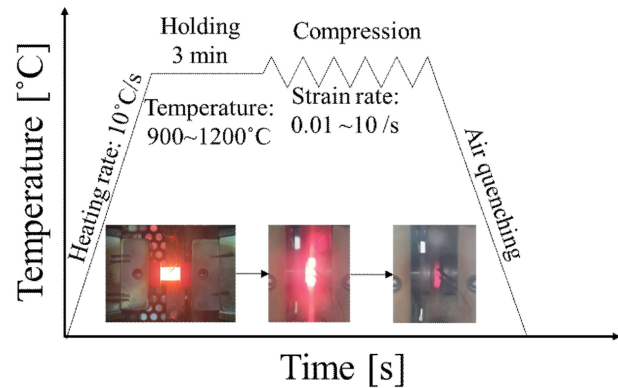 Holding
3 min
Compression
Temperature:
900~1200˚C
Strain rate:
0.01 ~10 /s
Heating rate: 10˚C/s
Air quenching
Temperature [˚C]
Time [s]